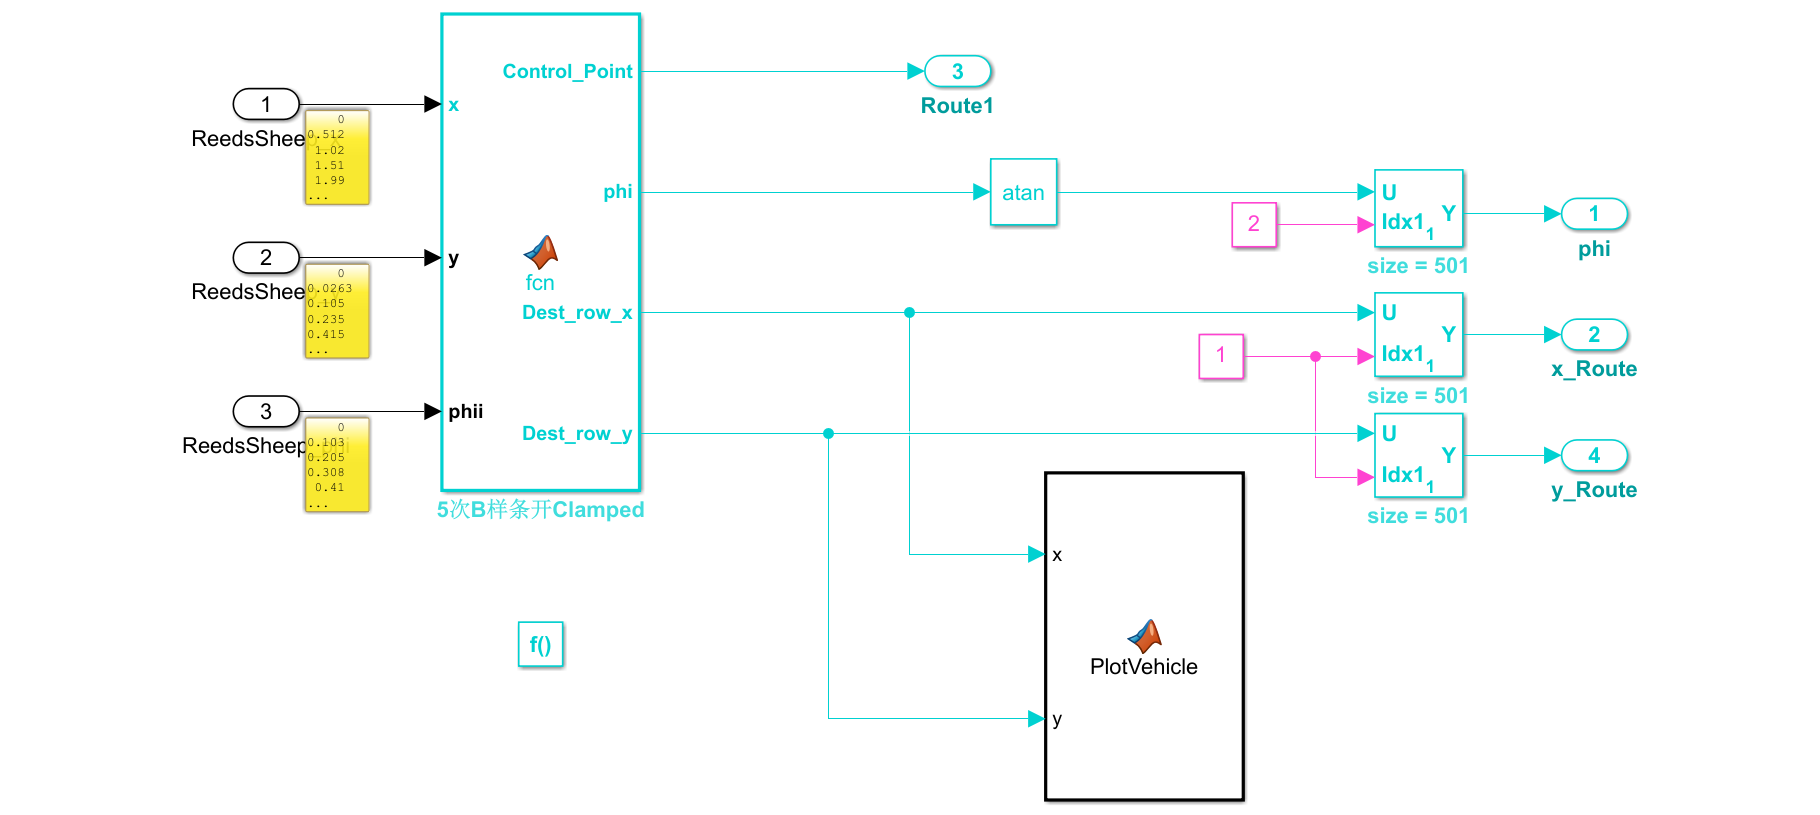 1
ReedsSheep_x
0
0.512
1.02
1.51
1.99
...
2
ReedsSheep_y
0
0.0263
0.105
0.235
0.415
...
3
ReedsSheep_phi
0
0.103
0.205
0.308
0.41
...
x
y
phii
Control_Point
phi
fcn
Dest_row_x
Dest_row_y
5次B样条开Clamped
f()
3
Route1
atan
2
U
Idx1
1
Y
size = 501
1
phi
1
U
Idx1
1
Y
size = 501
2
x_Route
U
Idx1
1
Y
size = 501
4
y_Route
x
PlotVehicle
y